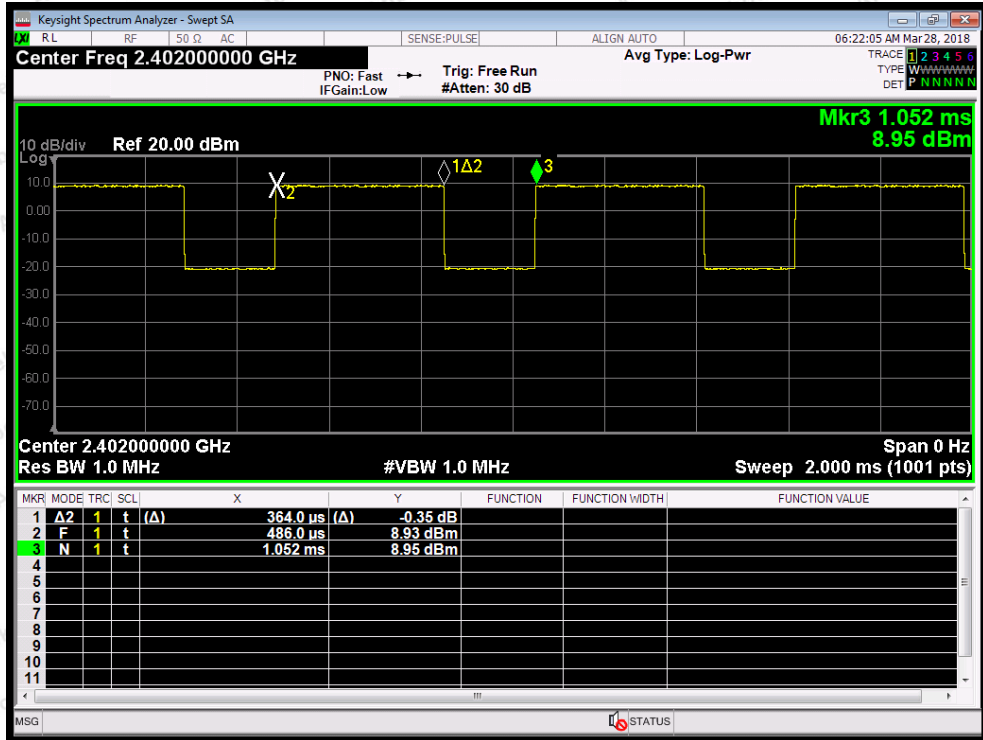 Keysight Spectrum Analyzer - Swept SA
LXI RL RF 50 Ω AC SENSE:PULSE ALIGN AUTO 06:22:05 AM Mar 28, 2018
Center Freq 2.402000000 GHz
PNO: Fast
IFGain:Low
Trig: Free Run
#Atten: 30 dB
Avg Type: Log-Pwr
TRACE 1 2 3 4 5 6
TYPE W W W W W W
DET P N N N N N
Mkr3 1.052 ms
8.95 dBm
10 dB/div Ref 20.00 dBm
Log
1Δ2
3
X2
10.0
0.00
-10.0
-20.0
-30.0
-40.0
-50.0
-60.0
-70.0
Center 2.402000000 GHz Span 0 Hz
Res BW 1.0 MHz #VBW 1.0 MHz Sweep 2.000 ms (1001 pts)
MKR MODE TRC SCL X Y FUNCTION FUNCTION WIDTH FUNCTION VALUE
1 Δ2 1 t (Δ) 364.0 µs (Δ) -0.35 dB
2 F 1 t 486.0 µs 8.93 dBm
3 N 1 t 1.052 ms 8.95 dBm
4
5
6
7
8
9
10
11
MSG STATUS